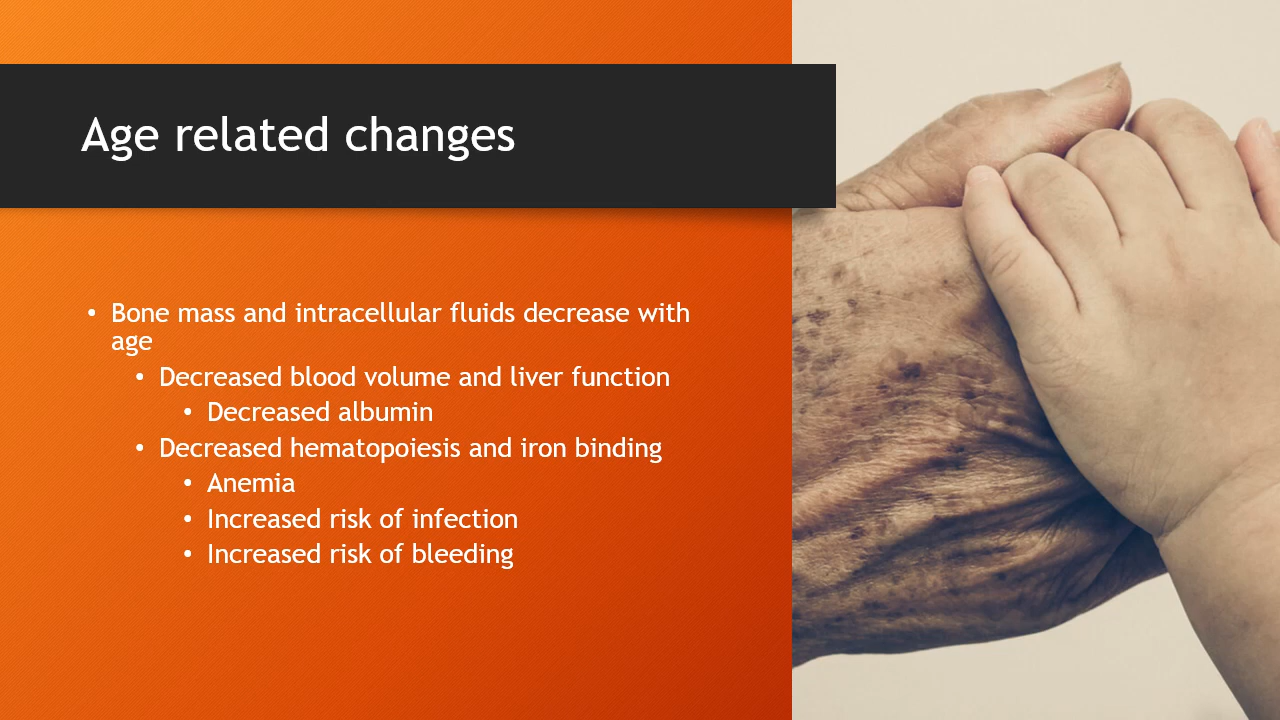 Age related changes
• Bone mass and intracellular fluids decrease with
age
• Decreased blood volume and liver function
• Decreased albumin
• Decreased hematopoiesis and iron binding
• Anemia
• Increased risk of infection
• Increased risk of bleeding